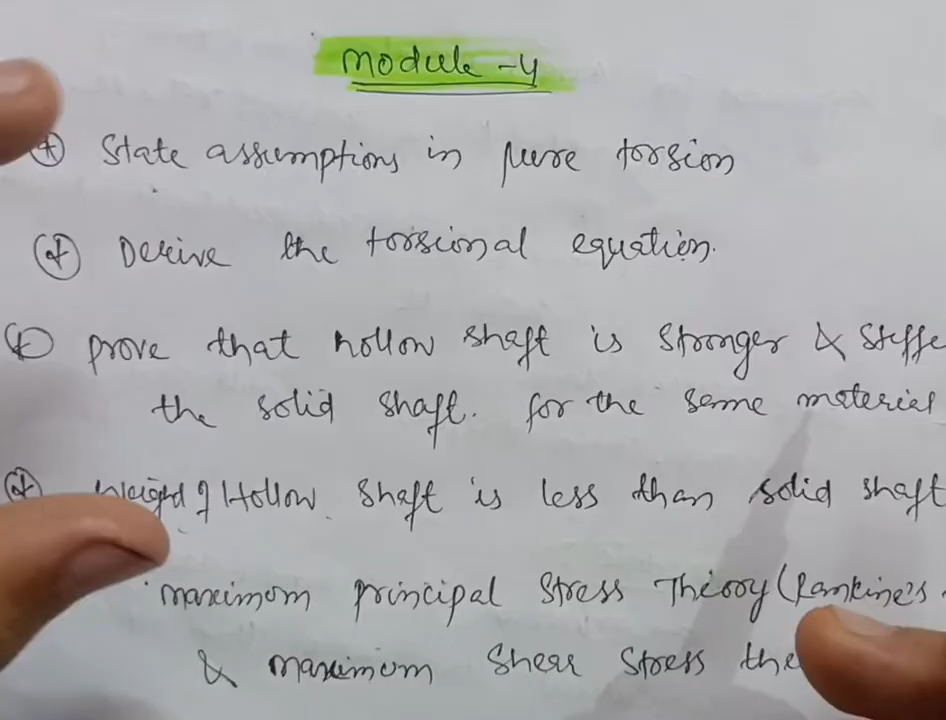 Module-4
State assumptions in pure torsion
Derive the torsional equation.
prove that hollow shaft is stronger & stiffe
the solid shaft. for the same material
Weight of Hollow shaft is less than solid shaft
maximum principal stress Theory (Rankine's
& maximum shear stress the